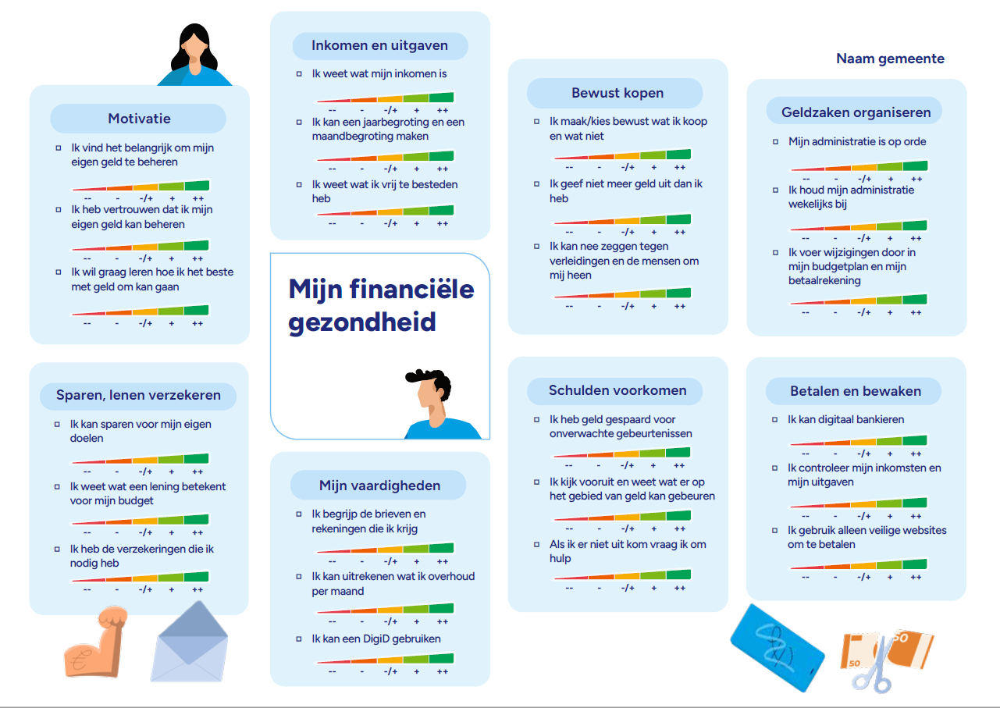 Naam gemeente
Motivatie
Ik vind het belangrijk om mijn
eigen geld te beheren
-- - -/+ + ++
Ik heb vertrouwen dat ik mijn
eigen geld kan beheren
-- - -/+ + ++
Ik wil graag leren hoe ik het beste
met geld om kan gaan
-- - -/+ + ++
Inkomen en uitgaven
Ik weet wat mijn inkomen is
-- - -/+ + ++
Ik kan een jaarbegroting en een
maandbegroting maken
-- - -/+ + ++
Ik weet wat ik vrij te besteden
heb
-- - -/+ + ++
Bewust kopen
Ik maak/kies bewust wat ik koop
en wat niet
-- - -/+ + ++
Ik geef niet meer geld uit dan ik
heb
-- - -/+ + ++
Ik kan nee zeggen tegen
verleidingen en de mensen om
mij heen
-- - -/+ + ++
Geldzaken organiseren
Mijn administratie is op orde
-- - -/+ + ++
Ik houd mijn administratie
wekelijks bij
-- - -/+ + ++
Ik voer wijzigingen door in
mijn budgetplan en mijn
betaalrekening
-- - -/+ + ++
Mijn financiële
gezondheid
Sparen, lenen verzekeren
Ik kan sparen voor mijn eigen
doelen
-- - -/+ + ++
Ik weet wat een lening betekent
voor mijn budget
-- - -/+ + ++
Ik heb de verzekeringen die ik
nodig heb
-- - -/+ + ++
Mijn vaardigheden
Ik begrijp de brieven en
rekeningen die ik krijg
-- - -/+ + ++
Ik kan uitrekenen wat ik overhoud
per maand
-- - -/+ + ++
Ik kan een DigiD gebruiken
-- - -/+ + ++
Schulden voorkomen
Ik heb geld gespaard voor
onverwachte gebeurtenissen
-- - -/+ + ++
Ik kijk vooruit en weet wat er op
het gebied van geld kan gebeuren
-- - -/+ + ++
Als ik er niet uit kom vraag ik om
hulp
-- - -/+ + ++
Betalen en bewaken
Ik kan digitaal bankieren
-- - -/+ + ++
Ik controleer mijn inkomsten en
mijn uitgaven
-- - -/+ + ++
Ik gebruik alleen veilige websites
om te betalen
-- - -/+ + ++
€
50
50